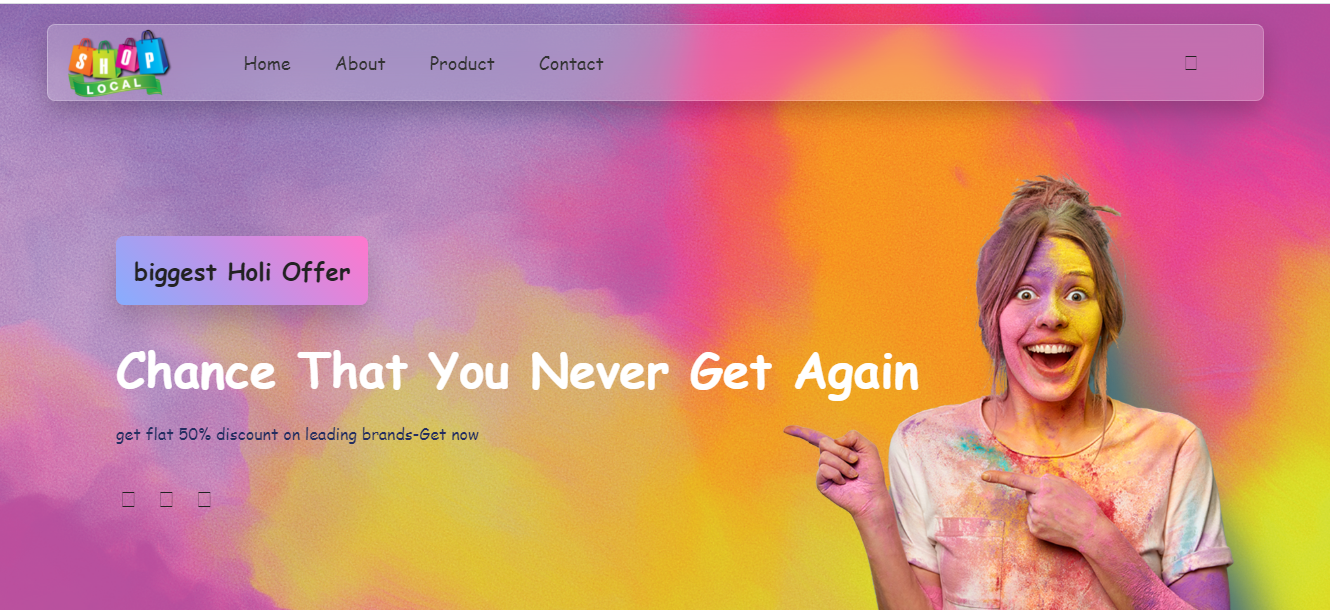 SHOP
LOCAL
Home About Product Contact
biggest Holi Offer
Chance That You Never Get Again
get flat 50% discount on leading brands-Get now